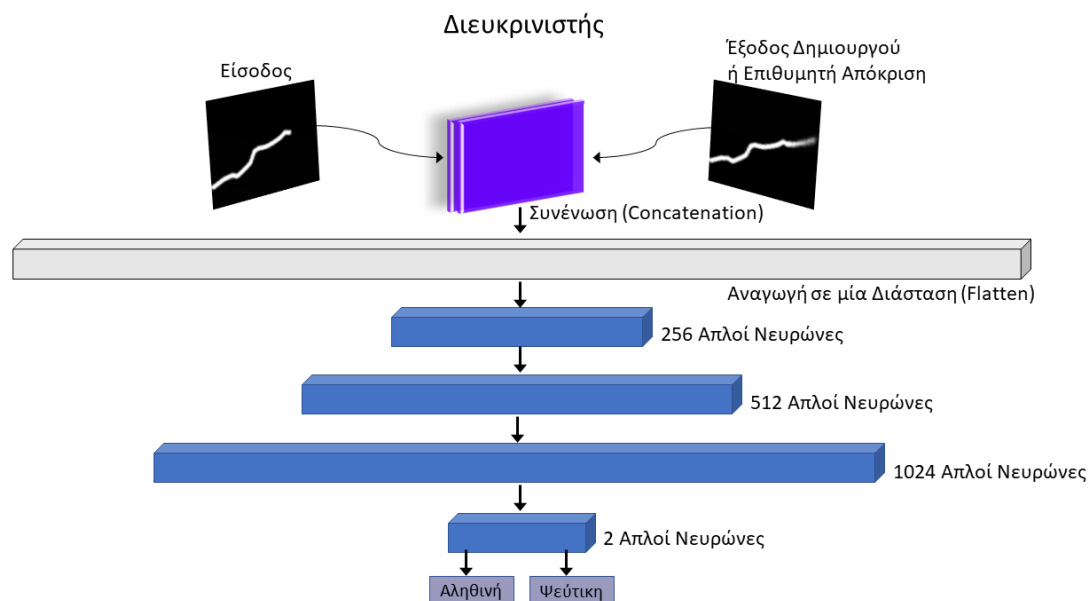 Διευκρινιστής
Είσοδος
Έξοδος Δημιουργού
ή Επιθυμητή Απόκριση
Συνένωση (Concatenation)
Αναγωγή σε μία Διάσταση (Flatten)
256 Απλοί Νευρώνες
512 Απλοί Νευρώνες
1024 Απλοί Νευρώνες
2 Απλοί Νευρώνες
Αληθινή
Ψεύτικη